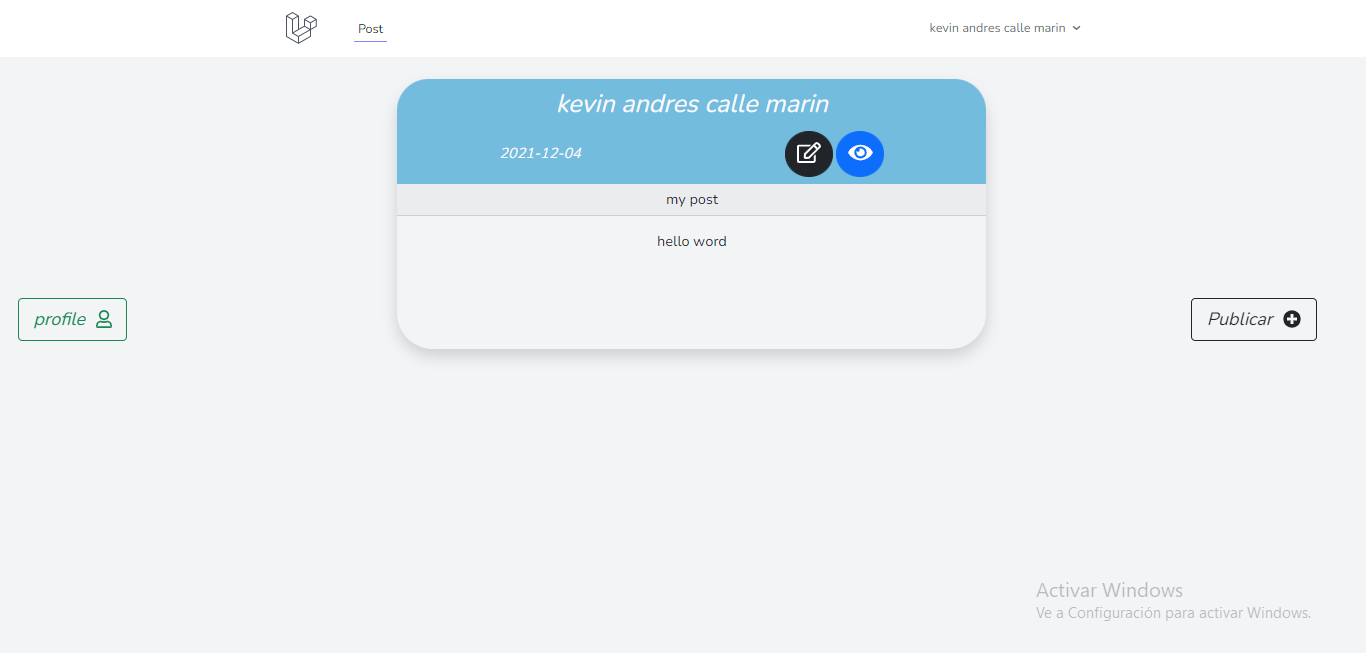 Post
kevin andres calle marin
kevin andres calle marin
2021-12-04
my post
hello word
profile
Publicar
Activar Windows
Ve a Configuración para activar Windows.